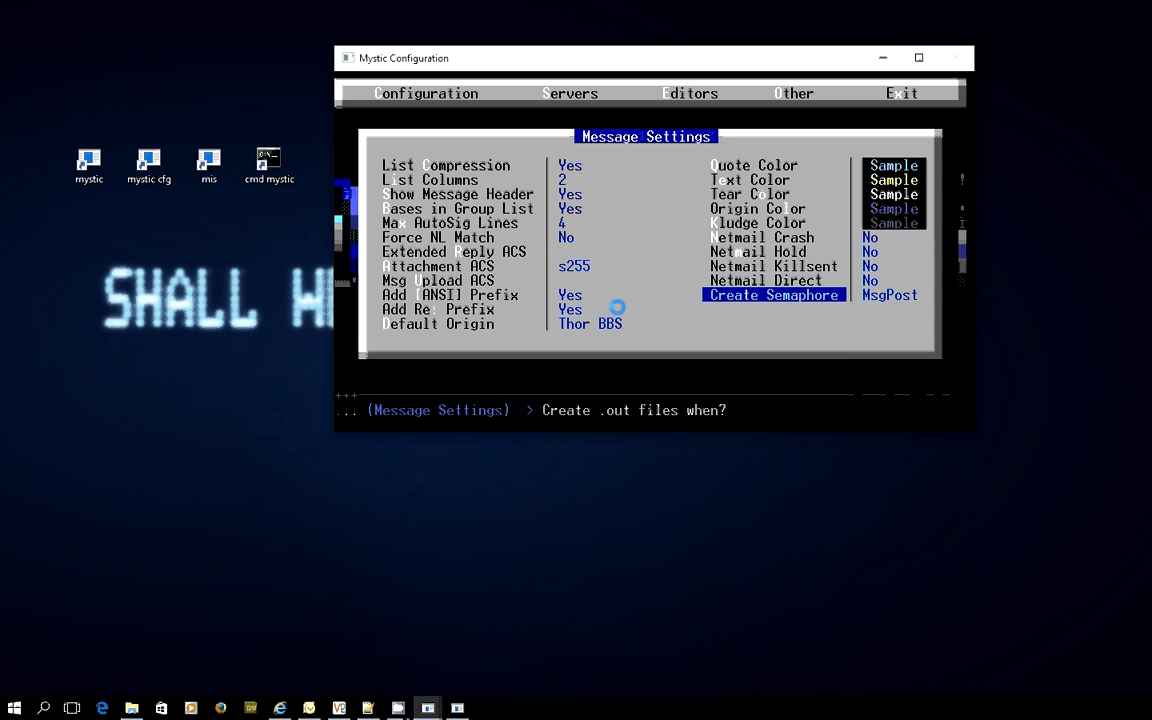 Mystic Configuration
Configuration Servers Editors Other Exit
Message Settings
List Compression Yes Quote Color Sample
List Columns 2 Text Color Sample
Show Message Header Yes Tear Color Sample
Bases in Group List Yes Origin Color Sample
Max AutoSig Lines 4 Kludge Color Sample
Force NL Match No Netmail Crash No
Extended Reply ACS Netmail Hold No
Attachment ACS s255 Netmail Killsent No
Msg Upload ACS Netmail Direct No
Add [ANSI] Prefix Yes Create Semaphore MsgPost
Add Re: Prefix Yes
Default Origin Thor BBS
... (Message Settings) > Create .out files when?
mystic
mystic cfg
mis
cmd mystic
SHALL